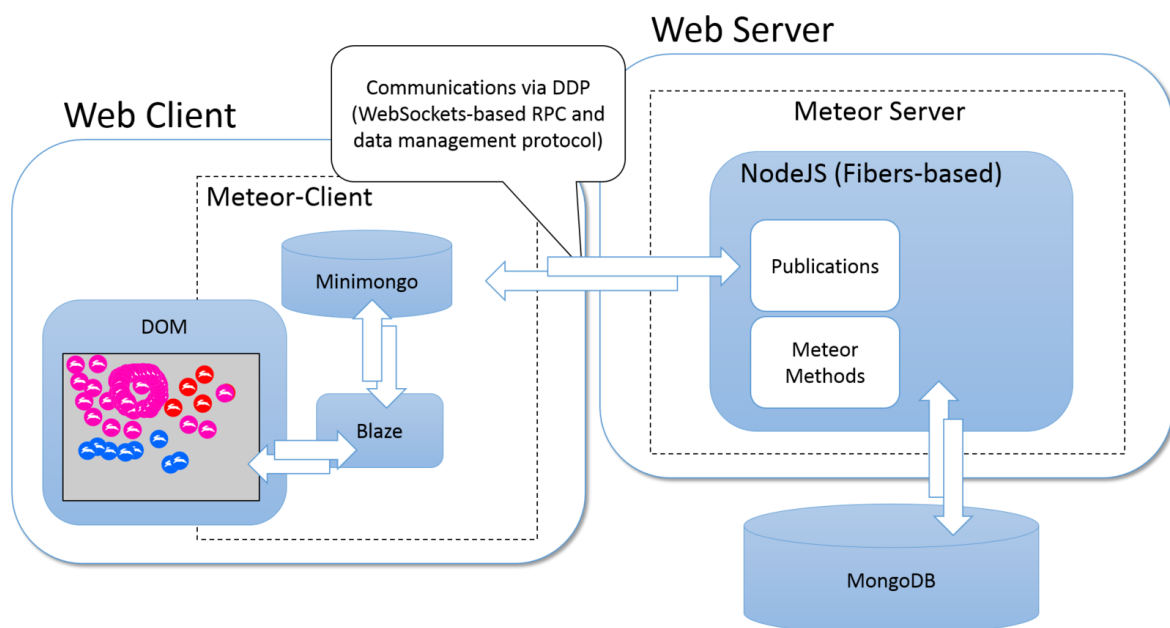 Web Server
Communications via DDP
(WebSockets-based RPC and
data management protocol)
Web Client
Meteor Server
NodeJS (Fibers-based)
Meteor-Client
Publications
Minimongo
DOM
Meteor
Methods
Blaze
MongoDB